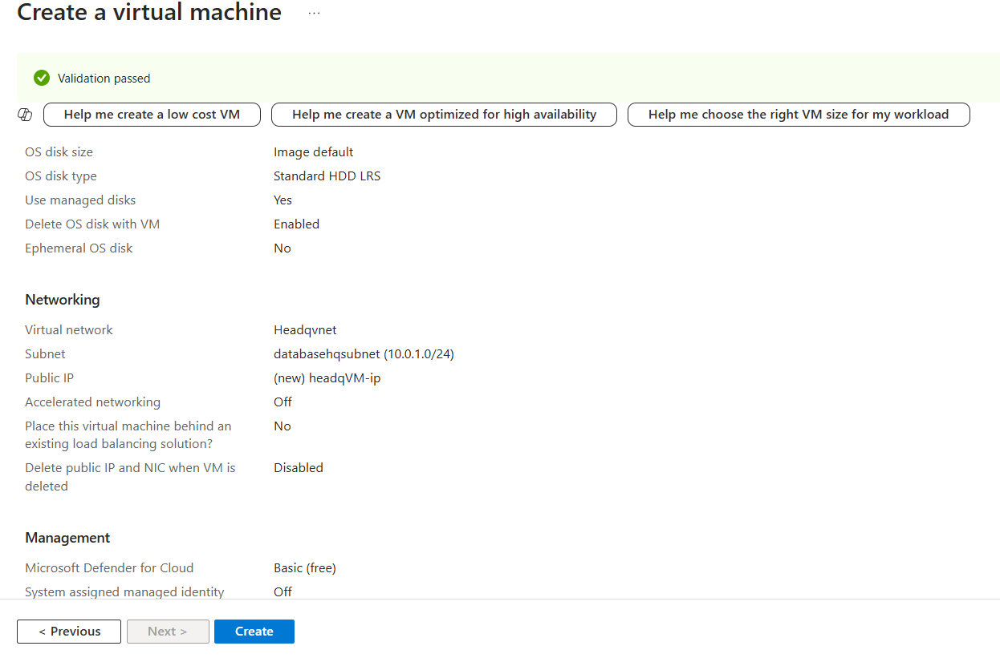 Create a virtual machine ...
Validation passed
Help me create a low cost VM Help me create a VM optimized for high availability Help me choose the right VM size for my workload
OS disk size Image default
OS disk type Standard HDD LRS
Use managed disks Yes
Delete OS disk with VM Enabled
Ephemeral OS disk No
Networking
Virtual network Headqvnet
Subnet databasehqsubnet (10.0.1.0/24)
Public IP (new) headqVM-ip
Accelerated networking Off
Place this virtual machine behind an No
existing load balancing solution?
Delete public IP and NIC when VM is Disabled
deleted
Management
Microsoft Defender for Cloud Basic (free)
System assigned managed identity Off
< Previous Next > Create